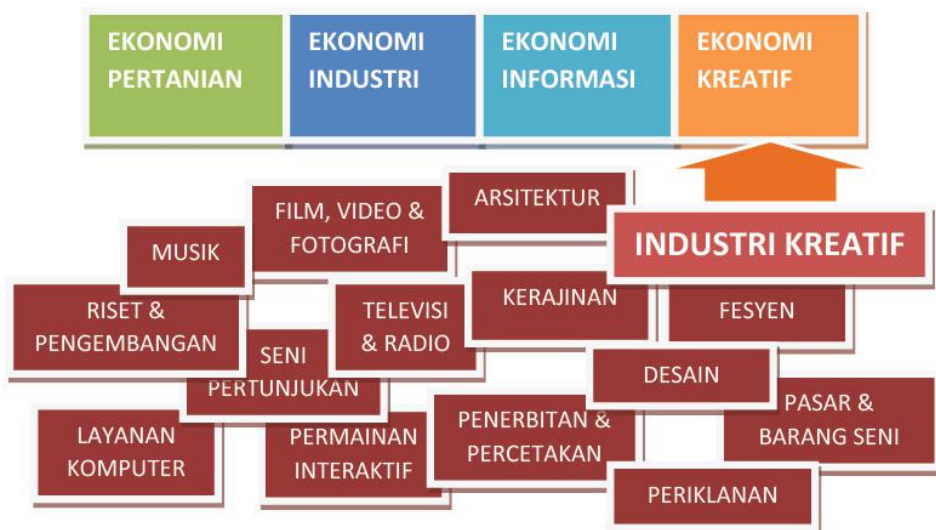 EKONOMI
PERTANIAN
EKONOMI
INDUSTRI
EKONOMI
INFORMASI
EKONOMI
KREATIF
ARSITEKTUR
FILM, VIDEO &
FOTOGRAFI
MUSIK
INDUSTRI KREATIF
RISET &
PENGEMBANGAN
TELEVISI
& RADIO
KERAJINAN
FESYEN
SENI
PERTUNJUKAN
DESAIN
LAYANAN
KOMPUTER
PERMAINAN
INTERAKTIF
PENERBITAN &
PERCETAKAN
PASAR &
BARANG SENI
PERIKLANAN